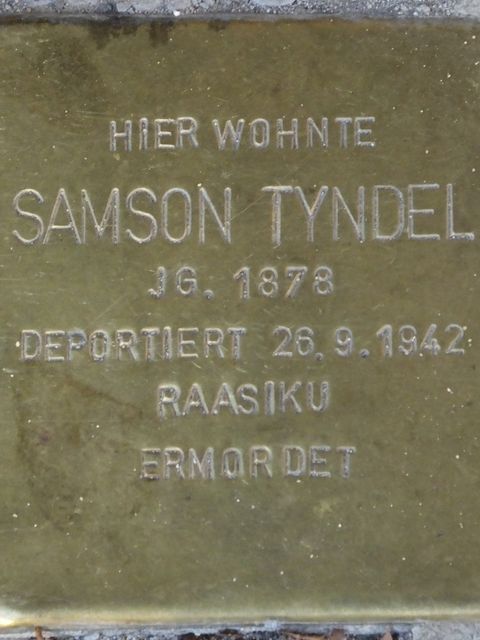 HIER WOHNTE
SAMSON TYNDEL
JG. 1878
DEPORTIERT 26.9.1942
RAASIKU
ERMORDET